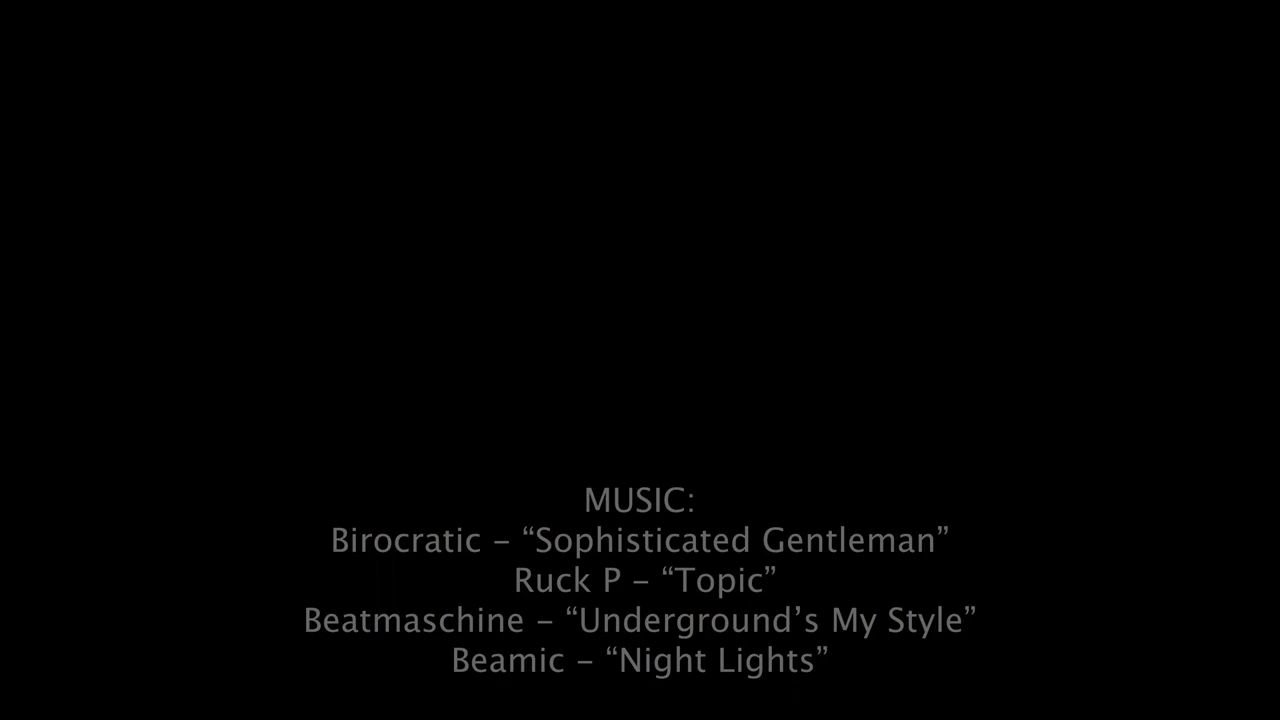 MUSIC:
Birocratic – “Sophisticated Gentleman”
Ruck P – “Topic”
Beatmaschine – “Underground’s My Style”
Beamic – “Night Lights”